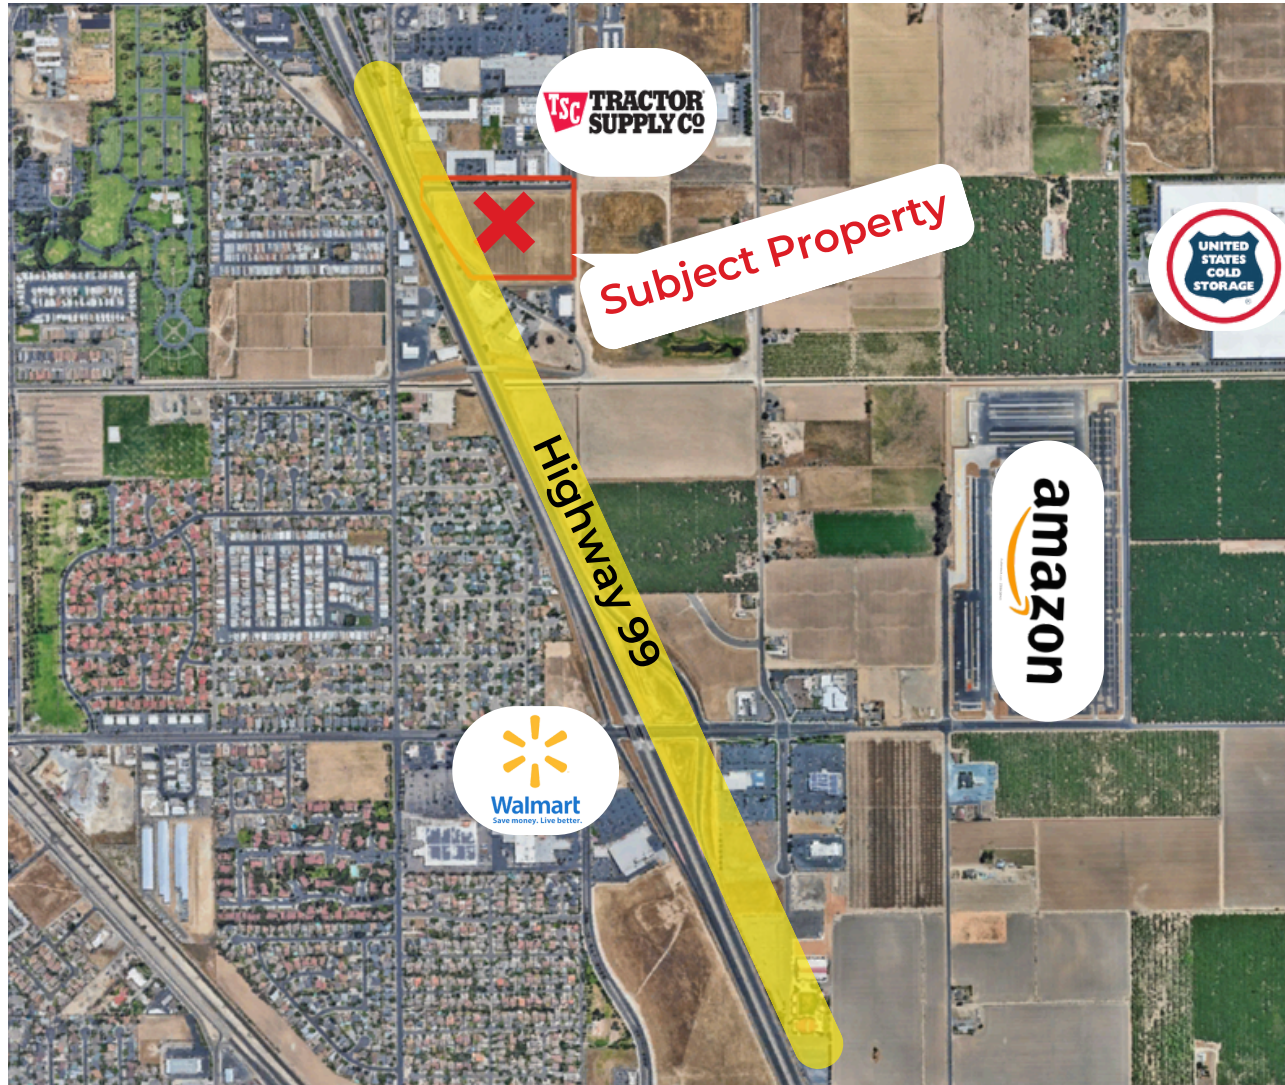 TSC TRACTOR
SUPPLY CO
Subject Property
UNITED
STATES
COLD
STORAGE
®
Highway 99
amazon
Walmart
Save money. Live better.